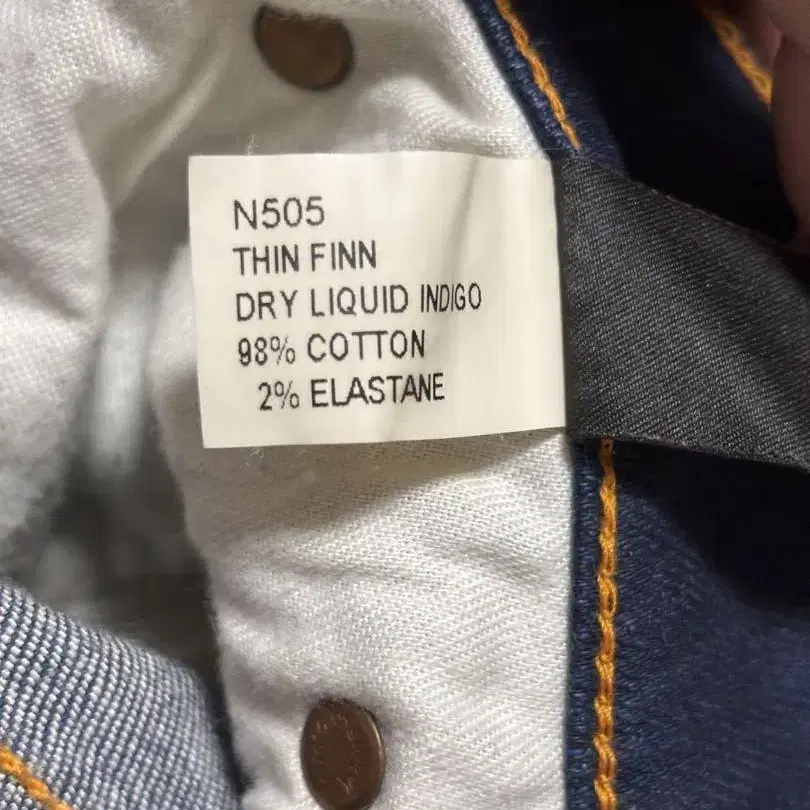 N505
THIN FINN
DRY LIQUID INDIGO
98% COTTON
2% ELASTANE